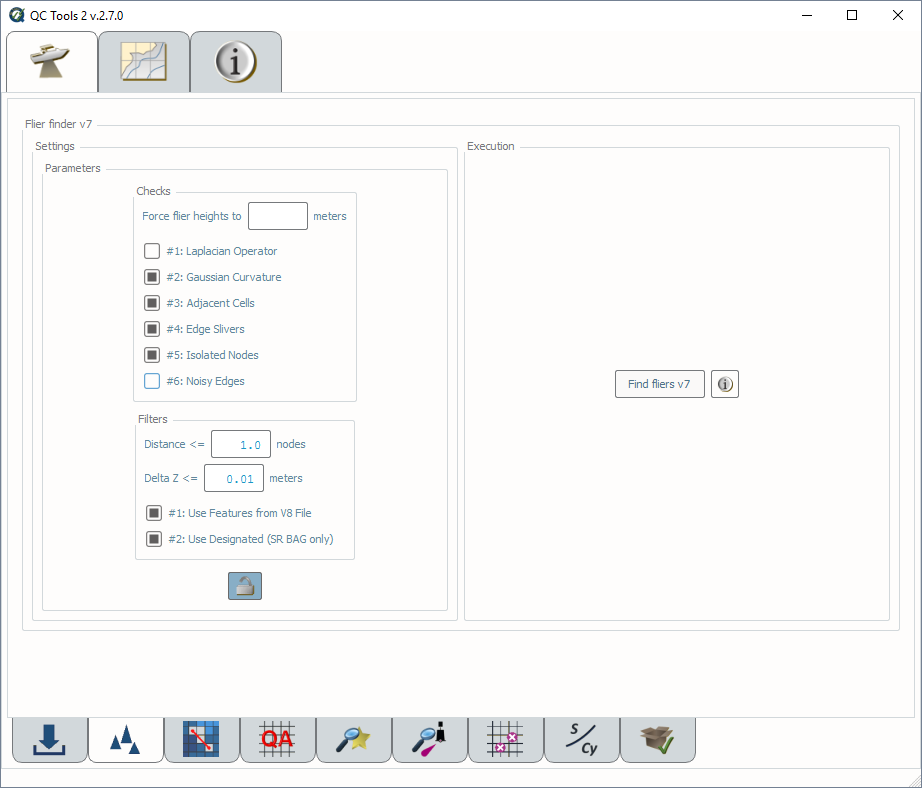 QC Tools 2 v.2.7.0
Flier finder v7
Settings
Parameters
Checks
Force flier heights to meters
#1: Laplacian Operator
#2: Gaussian Curvature
#3: Adjacent Cells
#4: Edge Slivers
#5: Isolated Nodes
#6: Noisy Edges
Filters
Distance <= 1.0 nodes
Delta Z <= 0.01 meters
#1: Use Features from V8 File
#2: Use Designated (SR BAG only)
Execution
Find fliers v7
i
QA
S/Cy